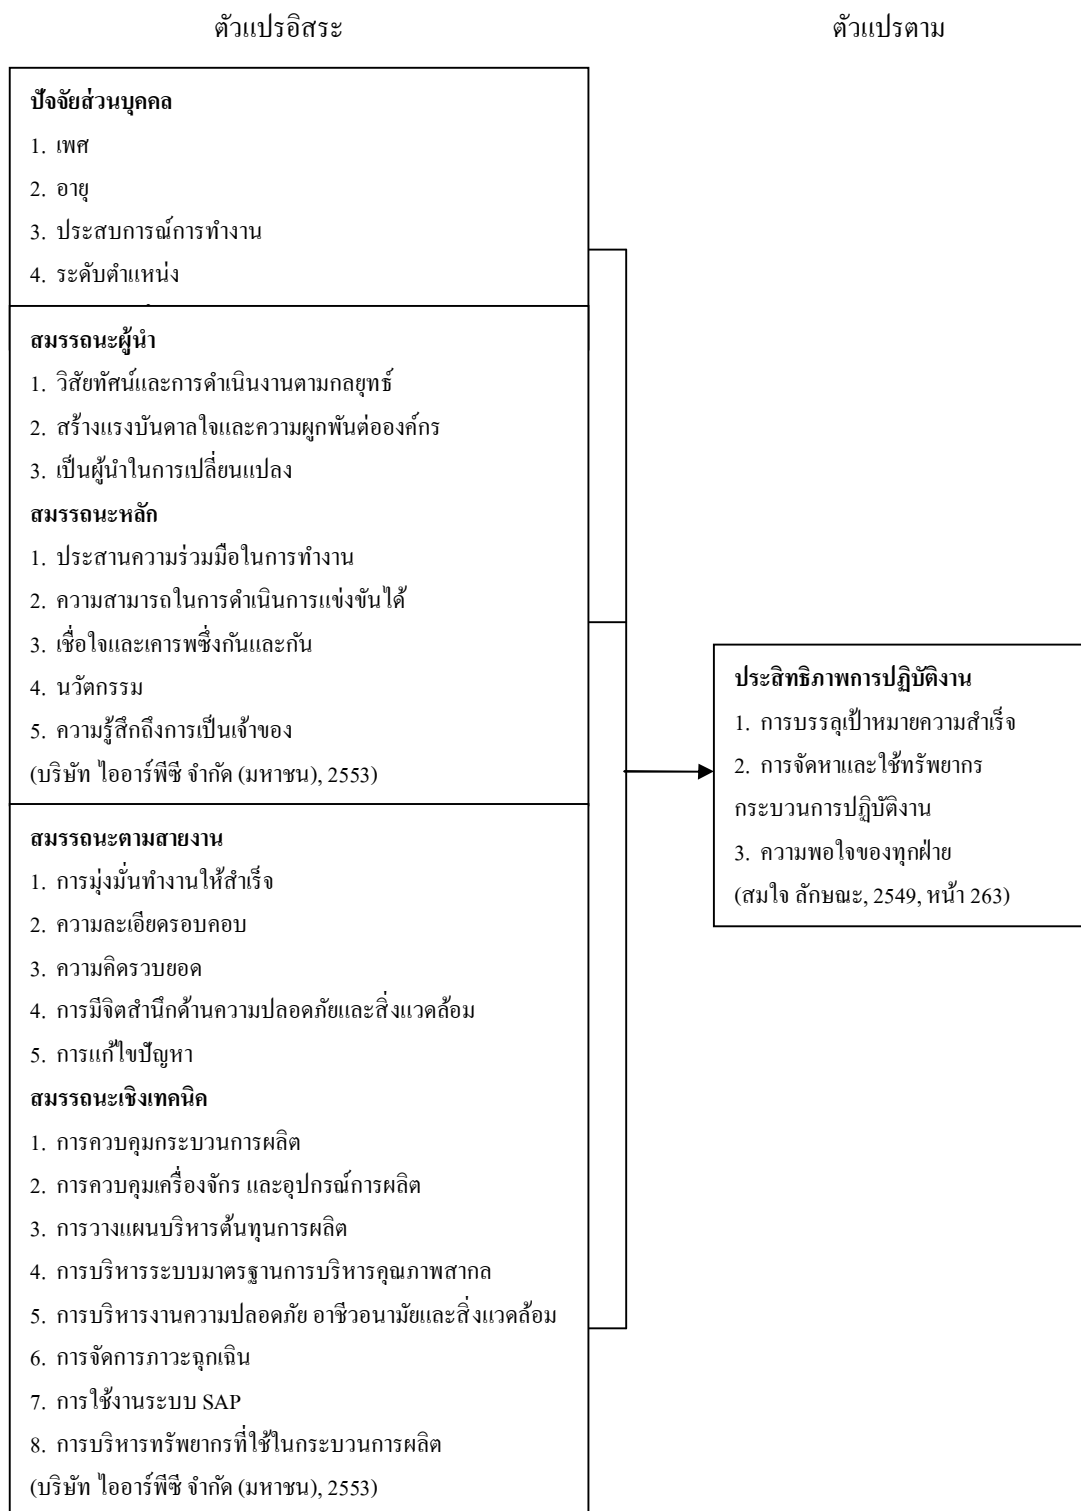 ตัวแปรอิสระ
ตัวแปรตาม
ปัจจัยส่วนบุคคล
1. เพศ
2. อายุ
3. ประสบการณ์การทำงาน
4. ระดับตำแหน่ง
สมรรถนะผู้นำ
1. วิสัยทัศน์และการดำเนินงานตามกลยุทธ์
2. สร้างแรงบันดาลใจและความผูกพันต่อองค์กร
3. เป็นผู้นำในการเปลี่ยนแปลง
สมรรถนะหลัก
1. ประสานความร่วมมือในการทำงาน
2. ความสามารถในการดำเนินการแข่งขันได้
3. เชื่อใจและเคารพซึ่งกันและกัน
4. นวัตกรรม
5. ความรู้สึกถึงการเป็นเจ้าของ
(บริษัท ไออาร์พีซี จำกัด (มหาชน), 2553)
สมรรถนะตามสายงาน
1. การมุ่งมั่นทำงานให้สำเร็จ
2. ความละเอียดรอบคอบ
3. ความคิดรวบยอด
4. การมีจิตสำนึกด้านความปลอดภัยและสิ่งแวดล้อม
5. การแก้ไขปัญหา
สมรรถนะเชิงเทคนิค
1. การควบคุมกระบวนการผลิต
2. การควบคุมเครื่องจักร และอุปกรณ์การผลิต
3. การวางแผนบริหารต้นทุนการผลิต
4. การบริหารระบบมาตรฐานการบริหารคุณภาพสากล
5. การบริหารงานความปลอดภัย อาชีวอนามัยและสิ่งแวดล้อม
6. การจัดการภาวะฉุกเฉิน
7. การใช้งานระบบ SAP
8. การบริหารทรัพยากรที่ใช้ในกระบวนการผลิต
(บริษัท ไออาร์พีซี จำกัด (มหาชน), 2553)
ประสิทธิภาพการปฏิบัติงาน
1. การบรรลุเป้าหมายความสำเร็จ
2. การจัดหาและใช้ทรัพยากร
กระบวนการปฏิบัติงาน
3. ความพอใจของทุกฝ่าย
(สมใจ ลักษณะ, 2549, หน้า 263)